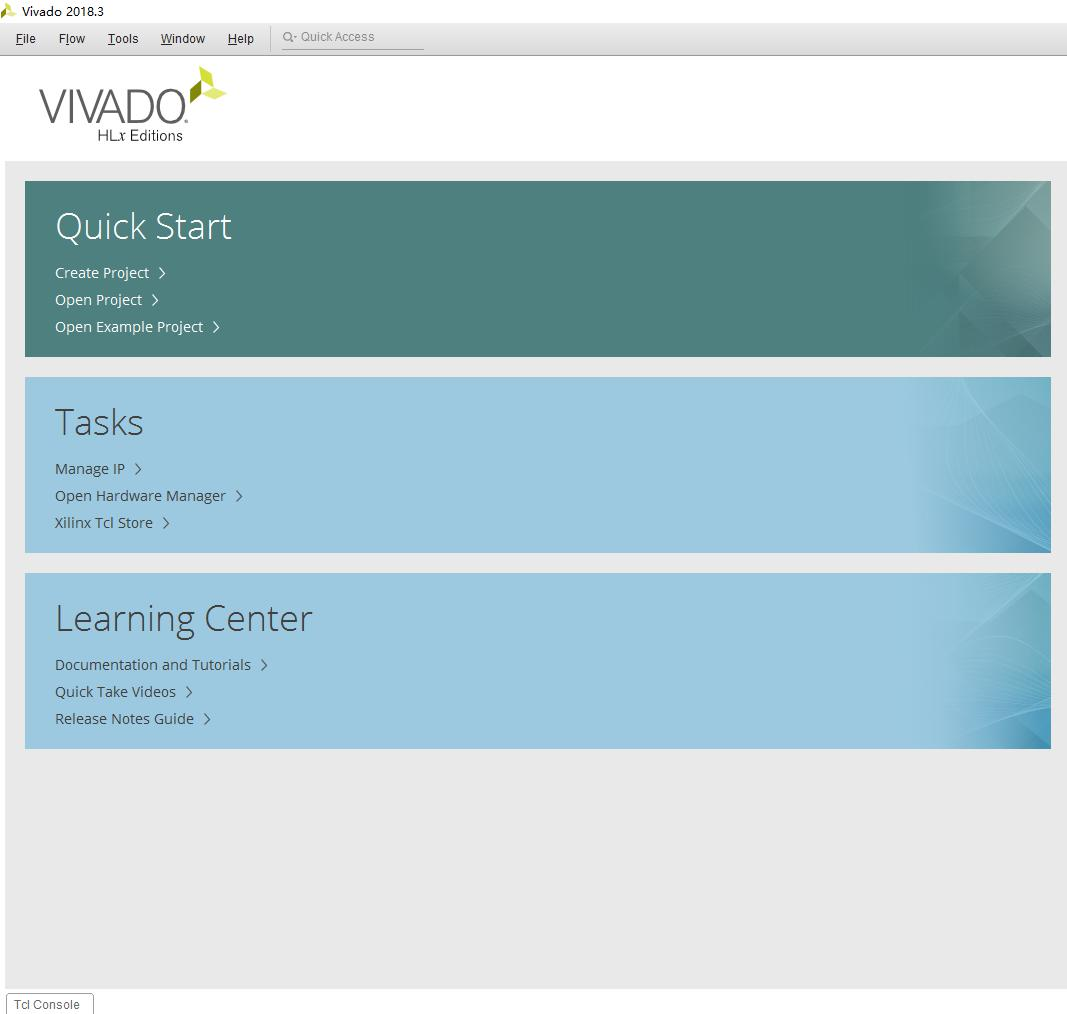 Vivado 2018.3
File Flow Tools Window Help Quick Access
VIVADO.
HLx Editions
Quick Start
Create Project
Open Project
Open Example Project
Tasks
Manage IP
Open Hardware Manager
Xilinx Tcl Store
Learning Center
Documentation and Tutorials
Quick Take Videos
Release Notes Guide
Tcl Console